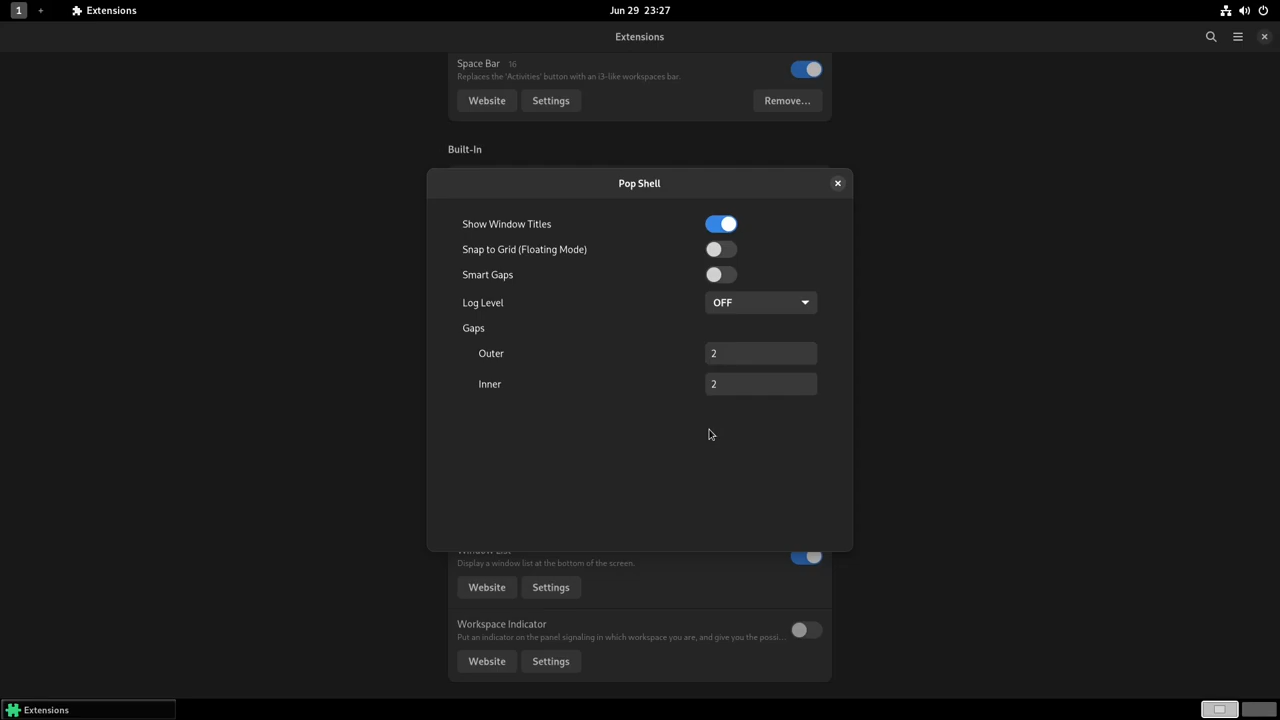 1 + Extensions Jun 29 23:27
Extensions
Space Bar 16
Replaces the 'Activities' button with an i3-like workspaces bar.
Website Settings Remove…
Built-In
Pop Shell
Show Window Titles
Snap to Grid (Floating Mode)
Smart Gaps
Log Level OFF
Gaps
Outer 2
Inner 2
Window List
Display a window list at the bottom of the screen.
Website Settings
Workspace Indicator
Put an indicator on the panel signaling in which workspace you are, and give you the possi…
Website Settings
Extensions